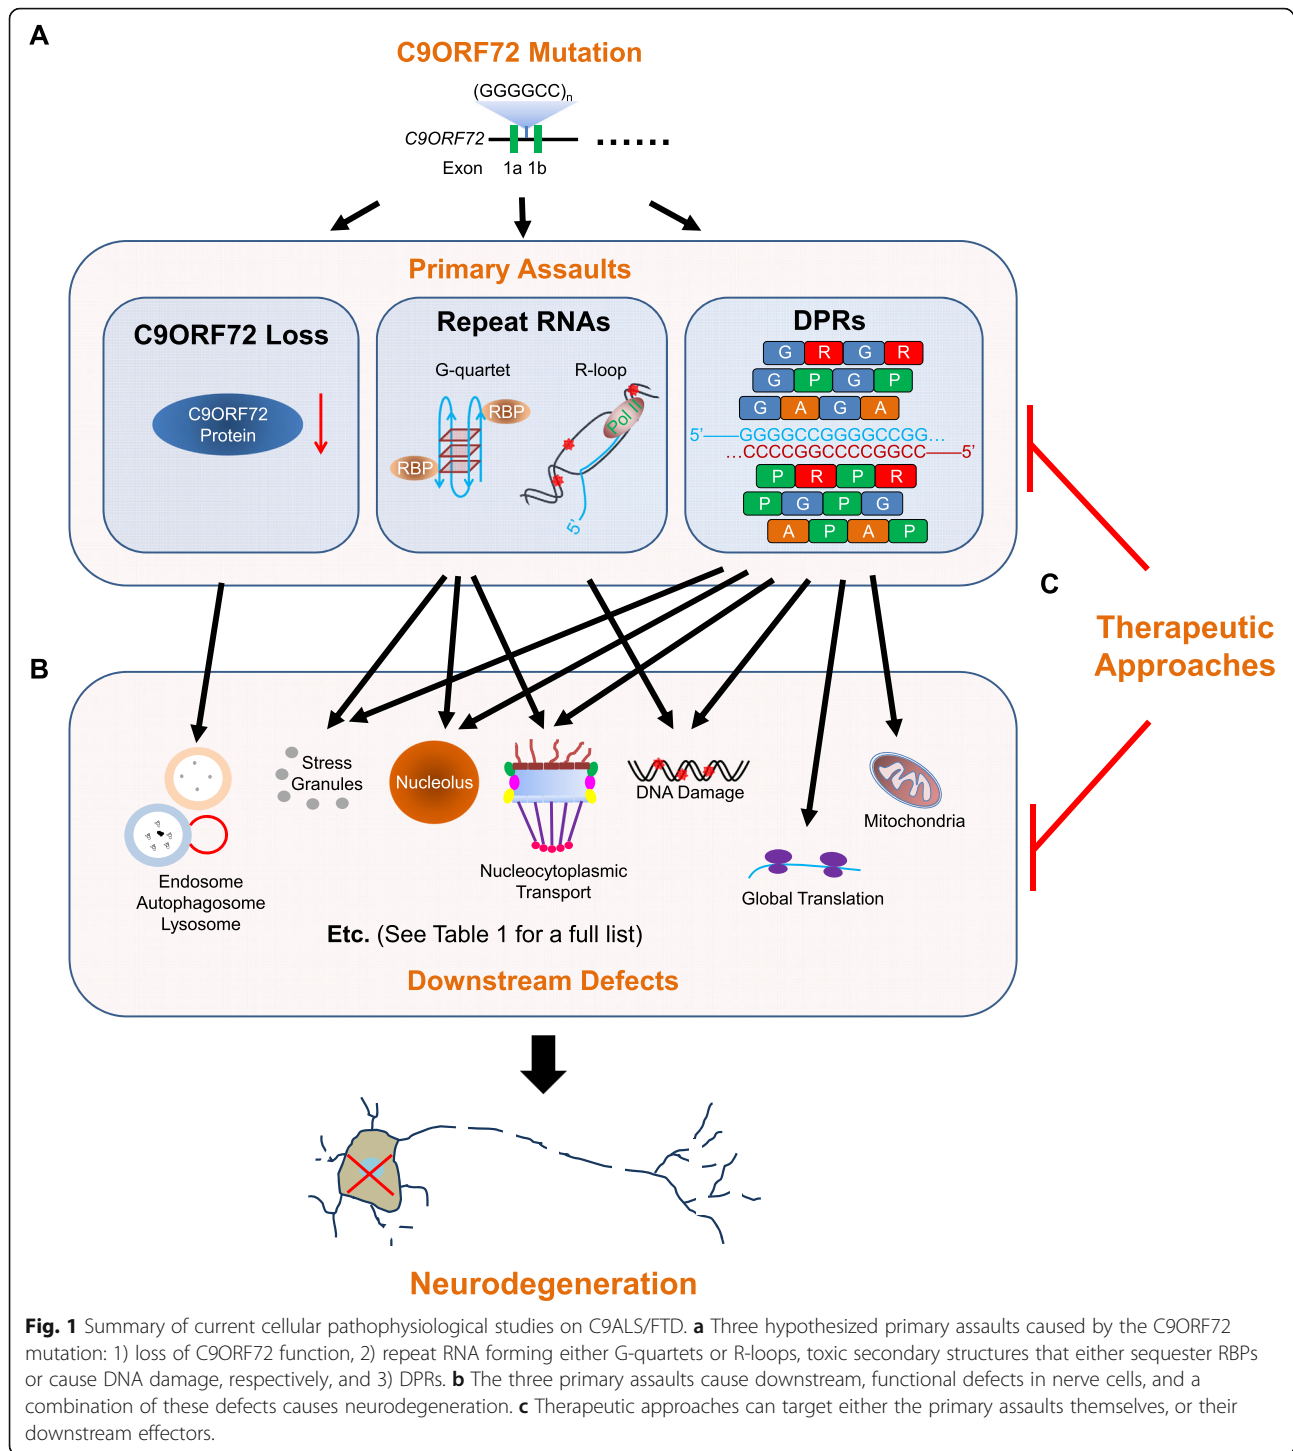 A
C9ORF72 Mutation
(GGGGCC)n
C9ORF72 ......
Exon 1a 1b
Primary Assaults
C9ORF72 Loss
C9ORF72
Protein
Repeat RNAs
G-quartet
R-loop
RBP
RBP
Pol II
5’
DPRs
G R G R
G P G P
G A G A
5’——GGGGCCGGGGCCGG...
...CCCCGGCCCCGGCC——5’
P R P R
P G P G
A P A P
C
Therapeutic
Approaches
B
Endosome
Autophagosome
Lysosome
Stress
Granules
Nucleolus
Nucleocytoplasmic
Transport
DNA Damage
Global Translation
Mitochondria
Etc. (See Table 1 for a full list)
Downstream Defects
Neurodegeneration
Fig. 1 Summary of current cellular pathophysiological studies on C9ALS/FTD. a Three hypothesized primary assaults caused by the C9ORF72
mutation: 1) loss of C9ORF72 function, 2) repeat RNA forming either G-quartets or R-loops, toxic secondary structures that either sequester RBPs
or cause DNA damage, respectively, and 3) DPRs. b The three primary assaults cause downstream, functional defects in nerve cells, and a
combination of these defects causes neurodegeneration. c Therapeutic approaches can target either the primary assaults themselves, or their
downstream effectors.